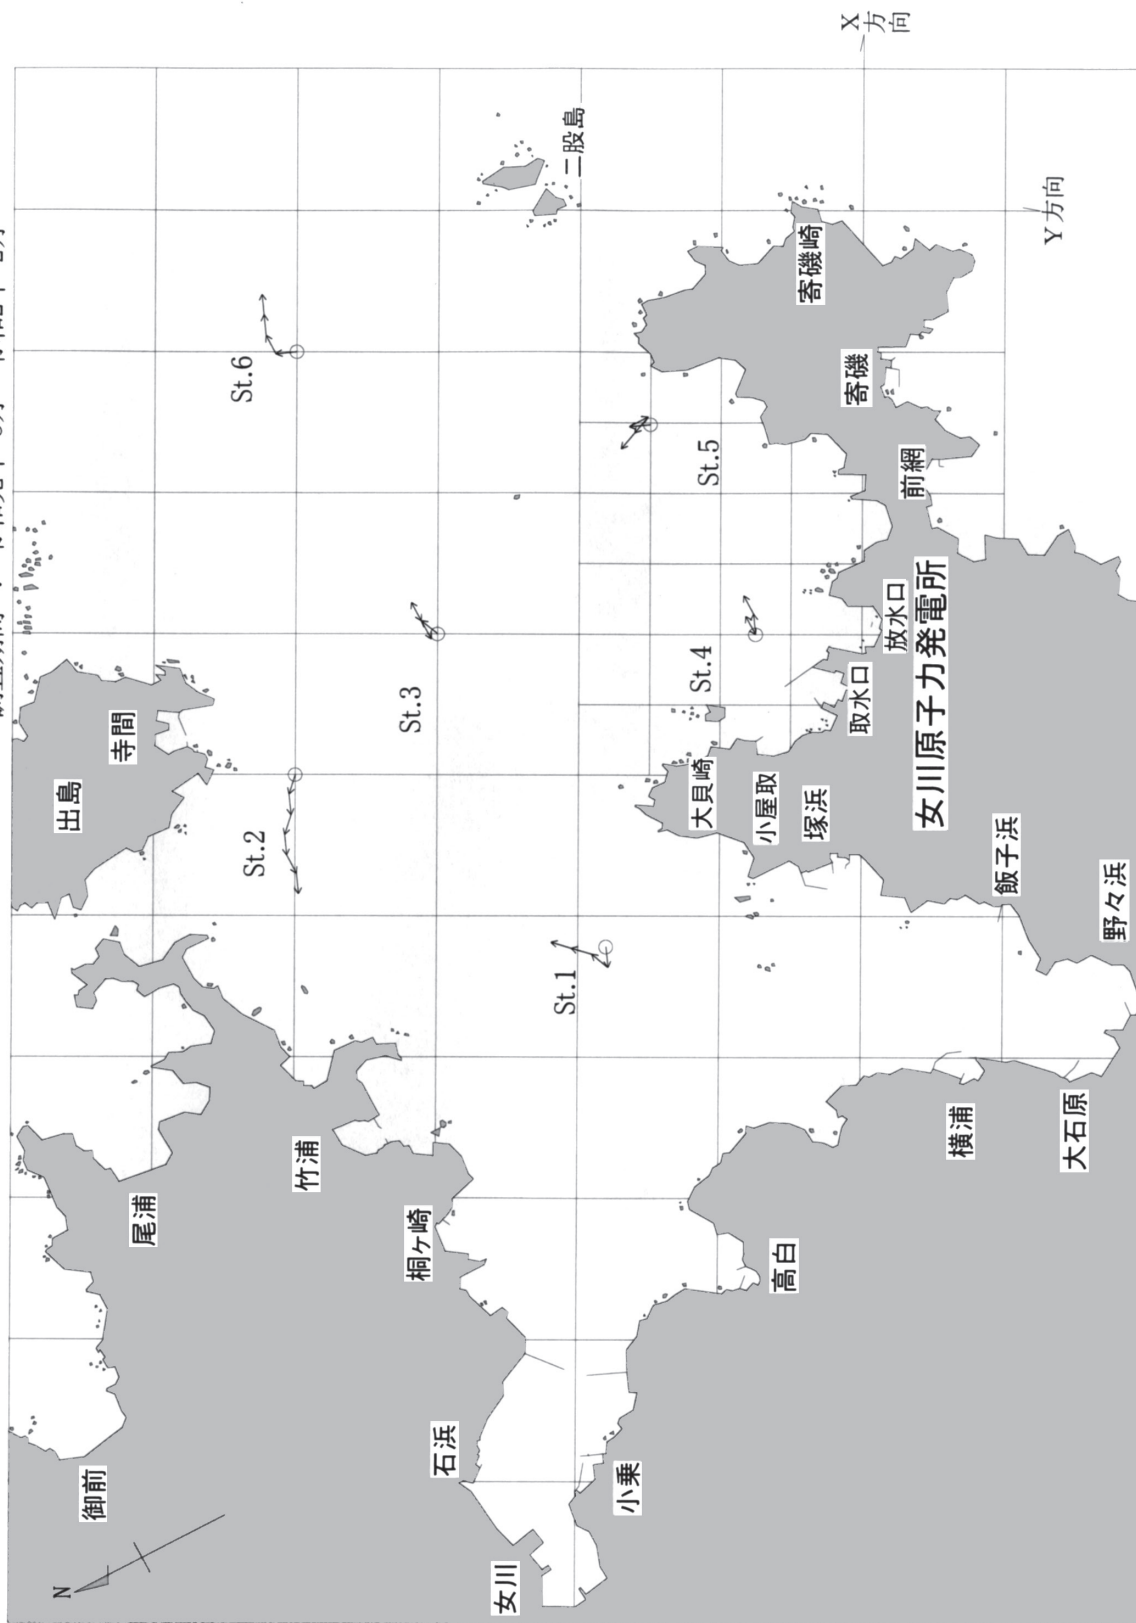 X
方
向
Y方向
二股島
寄磯崎
St.6
寄磯
St.5
前網
放水口
女川原子力発電所
St.4
取水口
St.3
寺間
出島
大貝崎
小屋取
塚浜
St.2
飯子浜
野々浜
St.1
横浦
大石原
竹浦
尾浦
桐ヶ崎
高白
石浜
小乗
御前
女川
N